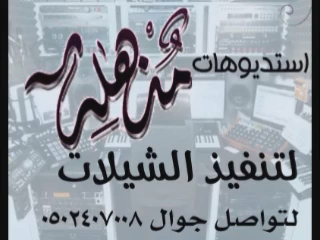 استديوهات
مذهله
لتنفيذ الشيلات
لتواصل جوال ٠٥٠٢٤٠٧٠٠٨